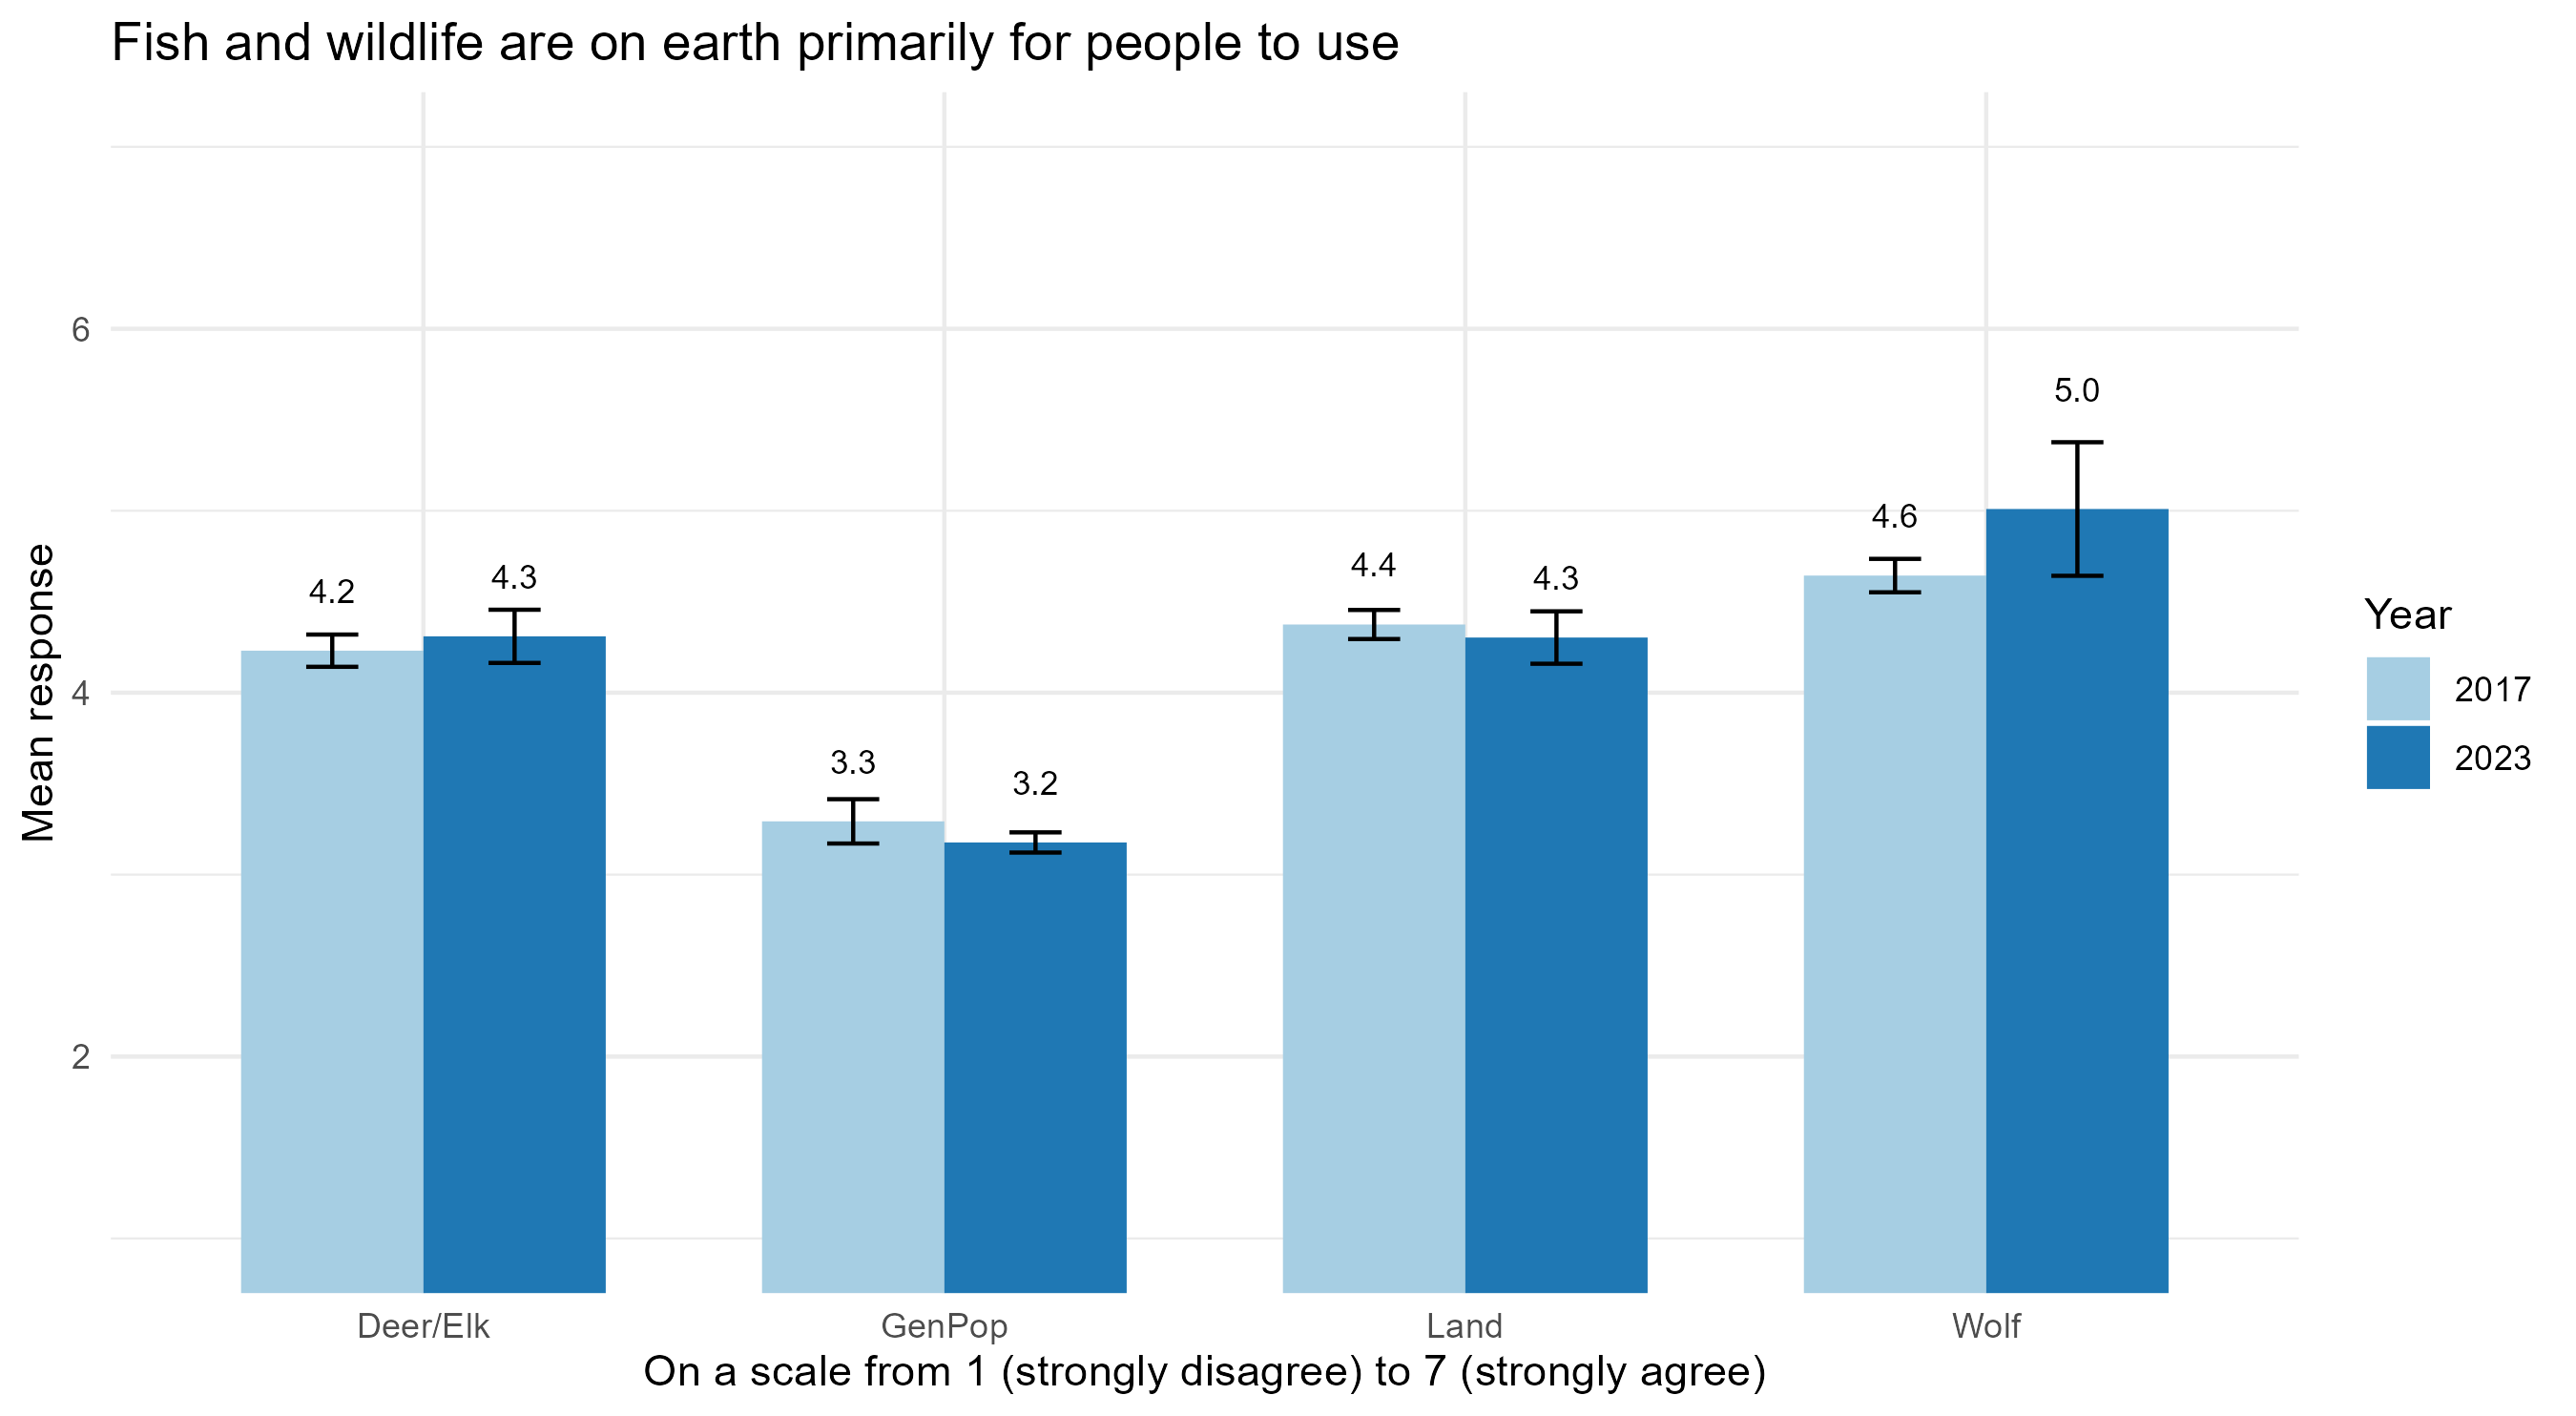 Fish and wildlife are on earth primarily for people to use
Mean response
6
4
2
4.2
4.3
3.3
3.2
4.4
4.3
4.6
5.0
Deer/Elk
GenPop
Land
Wolf
On a scale from 1 (strongly disagree) to 7 (strongly agree)
Year
2017
2023